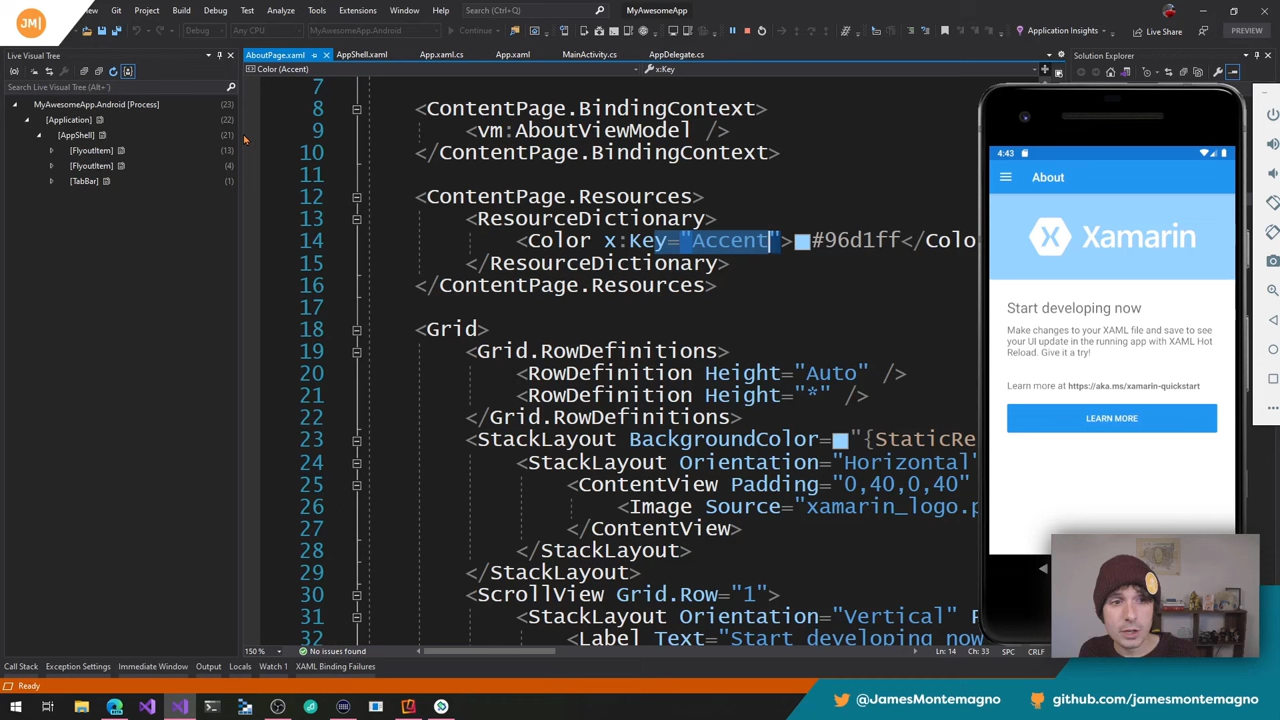 JM|
ew Git Project Build Debug Test Analyze Tools Extensions Window Help Search (Ctrl+Q) MyAwesomeApp
Debug Any CPU MyAwesomeApp.Android Continue Application Insights Live Share PREVIEW
Live Visual Tree
Search Live Visual Tree (Alt+`)
MyAwesomeApp.Android [Process] (23)
[Application] (22)
[AppShell] (21)
[FlyoutItem] (13)
[FlyoutItem] (4)
[TabBar] (1)
AboutPage.xaml AppShell.xaml App.xaml.cs App.xaml MainActivity.cs AppDelegate.cs
Color (Accent) x:Key
Solution Explorer
7
8 <ContentPage.BindingContext>
9 <vm:AboutViewModel />
10 </ContentPage.BindingContext>
11
12 <ContentPage.Resources>
13 <ResourceDictionary>
14 <Color x:Key="Accent">#96d1ff</Colo
15 </ResourceDictionary>
16 </ContentPage.Resources>
17
18 <Grid>
19 <Grid.RowDefinitions>
20 <RowDefinition Height="Auto" />
21 <RowDefinition Height="*" />
22 </Grid.RowDefinitions>
23 <StackLayout BackgroundColor="{StaticRe
24 <StackLayout Orientation="Horizontal"
25 <ContentView Padding="0,40,0,40"
26 <Image Source="xamarin_logo.p
27 </ContentView>
28 </StackLayout>
29 </StackLayout>
30 <ScrollView Grid.Row="1">
31 <StackLayout Orientation="Vertical" P
32 <Label Text="Start developing now
4:43
About
Xamarin
Start developing now
Make changes to your XAML file and save to see
your UI update in the running app with XAML Hot
Reload. Give it a try!
Learn more at https://aka.ms/xamarin-quickstart
LEARN MORE
150 % No issues found Ln: 14 Ch: 33 SPC CRLF
Call Stack Exception Settings Immediate Window Output Locals Watch 1 XAML Binding Failures
Ready
@JamesMontemagno github.com/jamesmontemagno